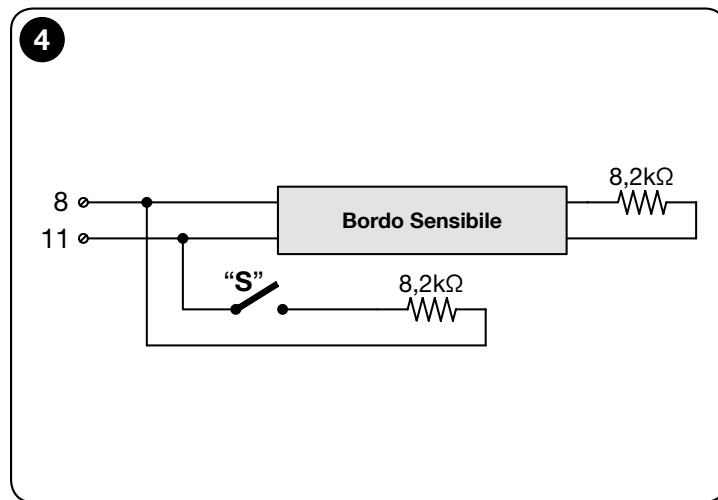 4
8,2kΩ
8
Bordo Sensibile
11
“S”
8,2kΩ